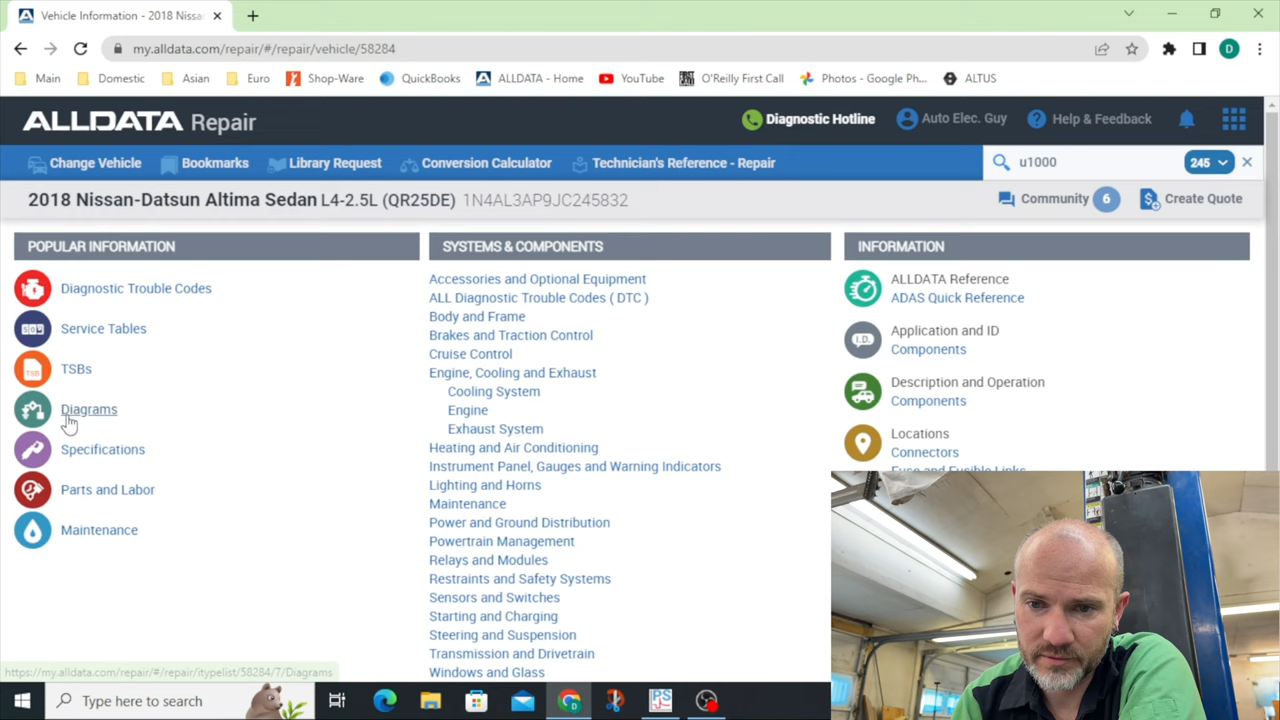 Vehicle Information - 2018 Nissa
my.alldata.com/repair/#/repair/vehicle/58284
D
Main
Domestic
Asian
Euro
Shop-Ware
QuickBooks
ALLDATA - Home
YouTube
O'Reilly First Call
Photos - Google Ph...
ALTUS
ALLDATA Repair
Diagnostic Hotline
Auto Elec. Guy
Help & Feedback
Change Vehicle
Bookmarks
Library Request
Conversion Calculator
Technician's Reference - Repair
u1000
245
2018 Nissan-Datsun Altima Sedan L4-2.5L (QR25DE) 1N4AL3AP9JC245832
Community 6
Create Quote
POPULAR INFORMATION
Diagnostic Trouble Codes
Service Tables
TSB
TSBs
Diagrams
Specifications
Parts and Labor
Maintenance
SYSTEMS & COMPONENTS
Accessories and Optional Equipment
ALL Diagnostic Trouble Codes ( DTC )
Body and Frame
Brakes and Traction Control
Cruise Control
Engine, Cooling and Exhaust
Cooling System
Engine
Exhaust System
Heating and Air Conditioning
Instrument Panel, Gauges and Warning Indicators
Lighting and Horns
Maintenance
Power and Ground Distribution
Powertrain Management
Relays and Modules
Restraints and Safety Systems
Sensors and Switches
Starting and Charging
Steering and Suspension
Transmission and Drivetrain
Windows and Glass
INFORMATION
ALLDATA Reference
ADAS Quick Reference
I.D.
Application and ID
Components
Description and Operation
Components
Locations
Connectors
Fuse and Fusible Links
https://my.alldata.com/repair/#/repair/itypelist/58284/7/Diagrams
Type here to search
PS